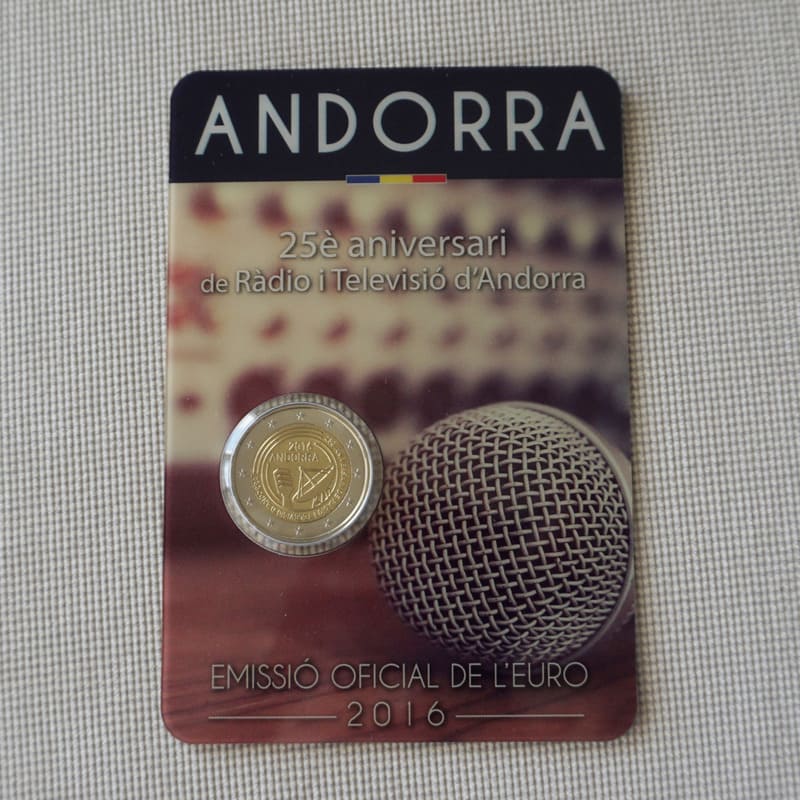 ANDORRA
25è aniversari
de Ràdio i Televisió d'Andorra
2016
ANDORRA
EMISSIÓ OFICIAL DE L'EURO
2016